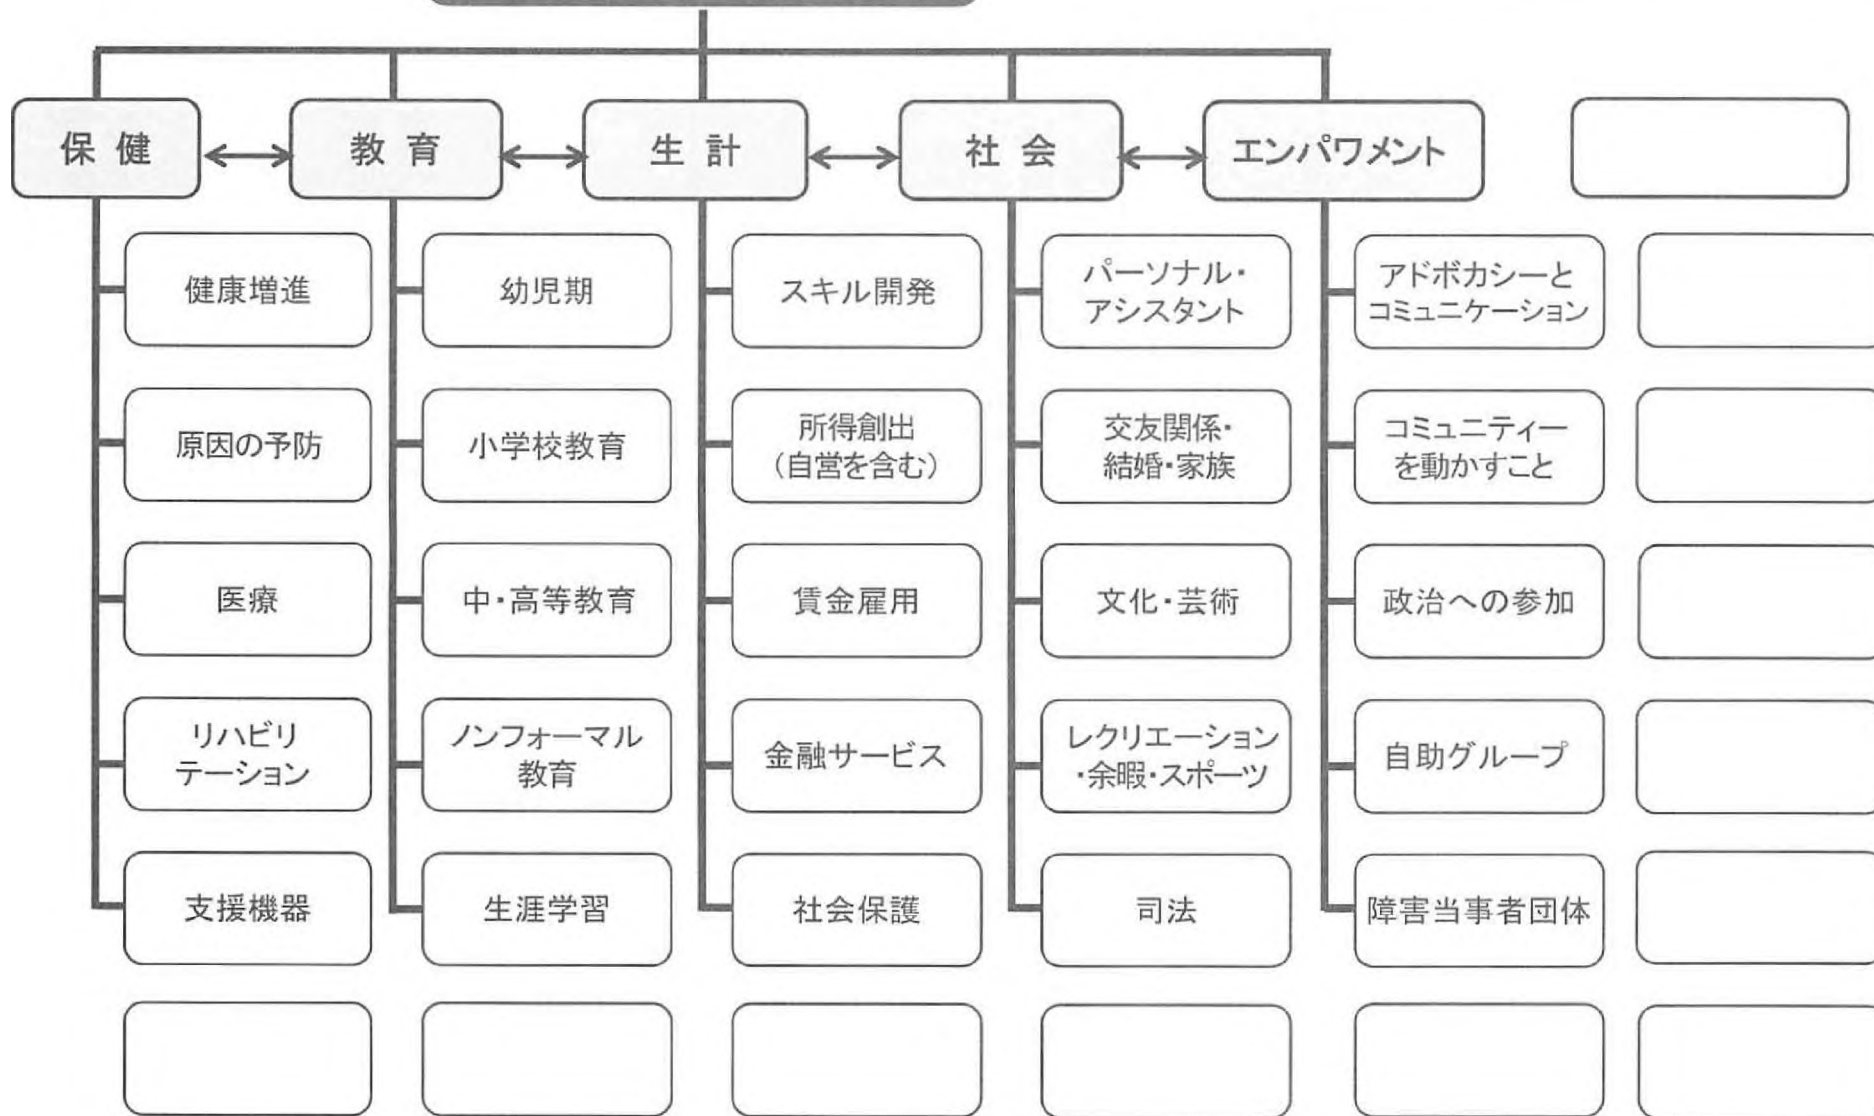 保健
教育
生計
社会
エンパワメント
健康増進
幼児期
スキル開発
パーソナル・
アシスタント
アドボカシーと
コミュニケーション
原因の予防
小学校教育
所得創出
(自営を含む)
交友関係・
結婚・家族
コミュニティー
を動かすこと
医療
中・高等教育
賃金雇用
文化・芸術
政治への参加
リハビリ
テーション
ノンフォーマル
教育
金融サービス
レクリエーション
・余暇・スポーツ
自助グループ
支援機器
生涯学習
社会保護
司法
障害当事者団体